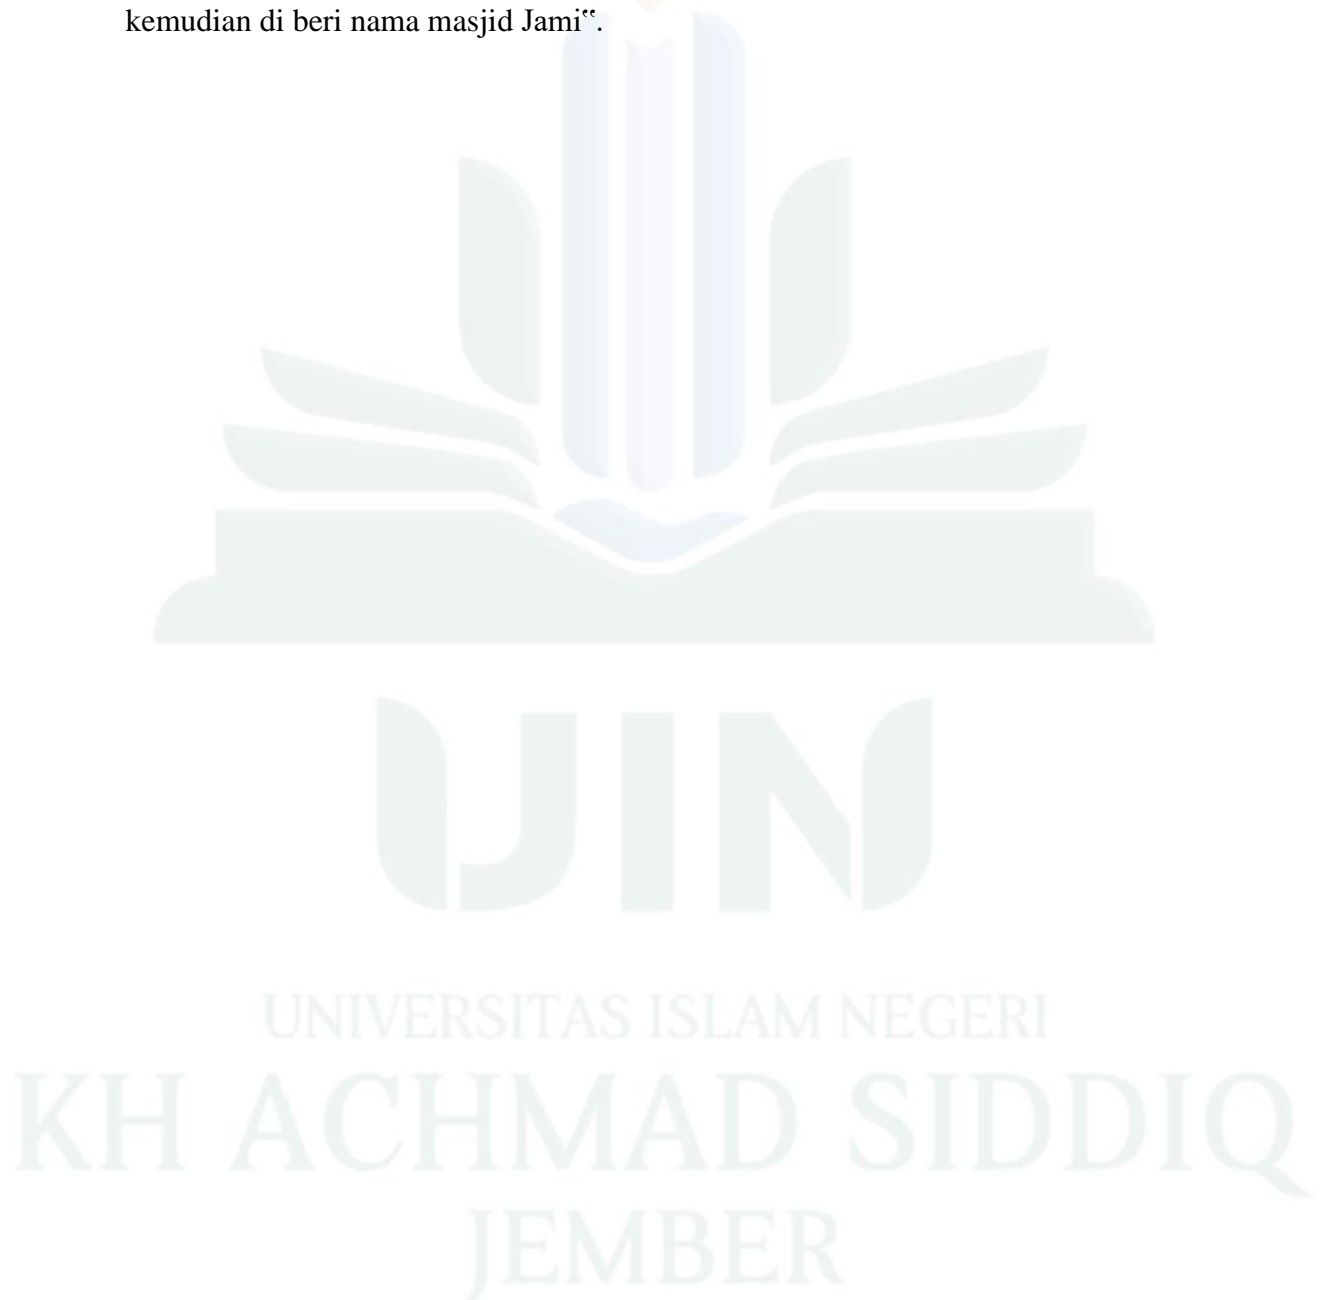 kemudian di beri nama masjid Jami‟.
UIN
UNIVERSITAS ISLAM NEGERI
KH ACHMAD SIDDIQ
JEMBER